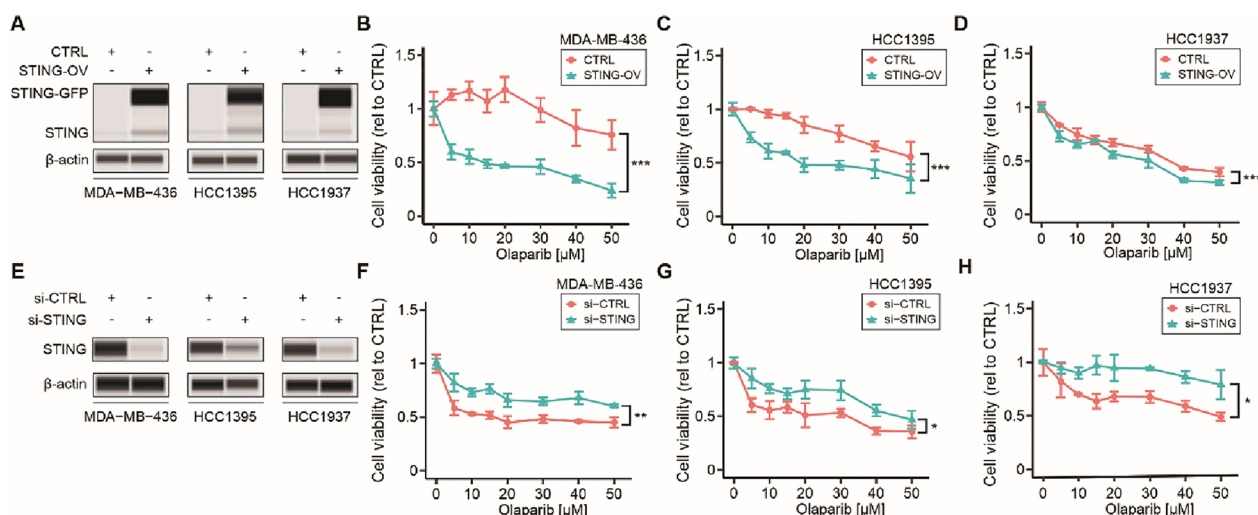 A
CTRL + - + - + -
STING-OV - + - + - +
STING-GFP
STING
β-actin
MDA-MB-436 HCC1395 HCC1937
B
MDA-MB-436
CTRL
STING-OV
Cell viability (rel to CTRL)
1.5
1
0.5
0
***
0 10 20 30 40 50
Olaparib [µM]
C
HCC1395
CTRL
STING-OV
Cell viability (rel to CTRL)
1.5
1
0.5
0
***
0 10 20 30 40 50
Olaparib [µM]
D
HCC1937
CTRL
STING-OV
Cell viability (rel to CTRL)
1.5
1
0.5
0
***
0 10 20 30 40 50
Olaparib [µM]
E
si-CTRL + - + - + -
si-STING - + - + - +
STING
β-actin
MDA-MB-436 HCC1395 HCC1937
F
MDA-MB-436
si-CTRL
si-STING
Cell viability (rel to CTRL)
1.5
1
0.5
0
**
0 10 20 30 40 50
Olaparib [µM]
G
HCC1395
si-CTRL
si-STING
Cell viability (rel to CTRL)
1.5
1
0.5
0
*
0 10 20 30 40 50
Olaparib [µM]
H
HCC1937
si-CTRL
si-STING
Cell viability (rel to CTRL)
1.5
1
0.5
0
*
0 10 20 30 40 50
Olaparib [µM]